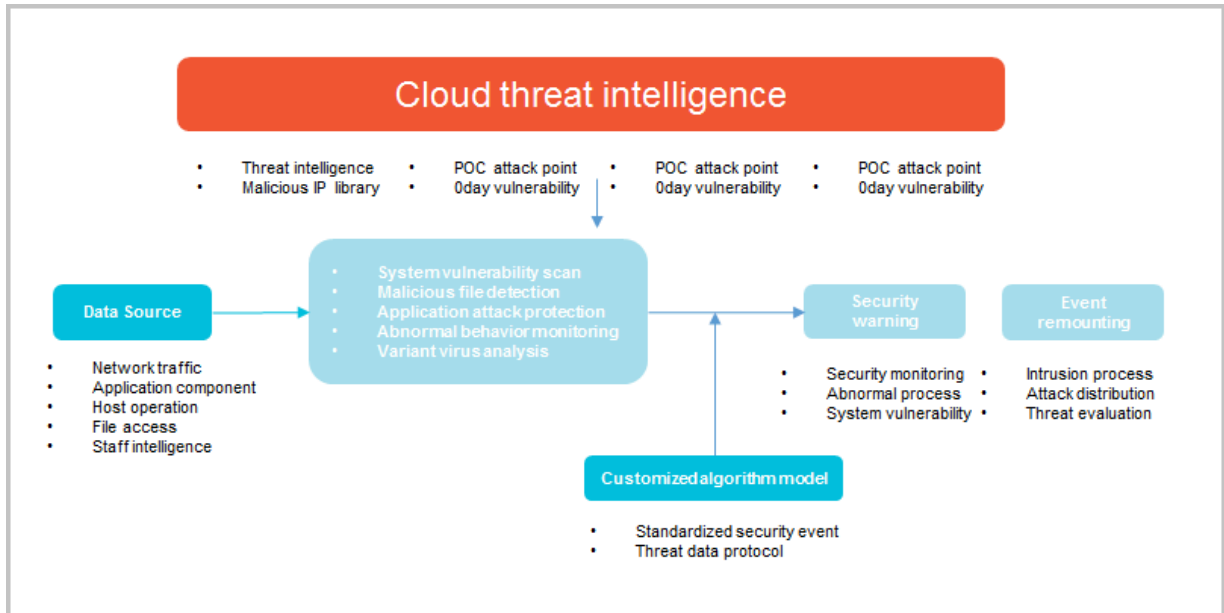 Cloud threat intelligence
• Threat intelligence • POC attack point • POC attack point • POC attack point
• Malicious IP library • 0day vulnerability • 0day vulnerability • 0day vulnerability
• System vulnerability scan
• Malicious file detection
• Application attack protection
• Abnormal behavior monitoring
• Variant virus analysis
Data Source
• Network traffic
• Application component
• Host operation
• File access
• Staff intelligence
Security
warning
• Security monitoring
• Abnormal process
• System vulnerability
Event
remounting
• Intrusion process
• Attack distribution
• Threat evaluation
Customized algorithm model
• Standardized security event
• Threat data protocol